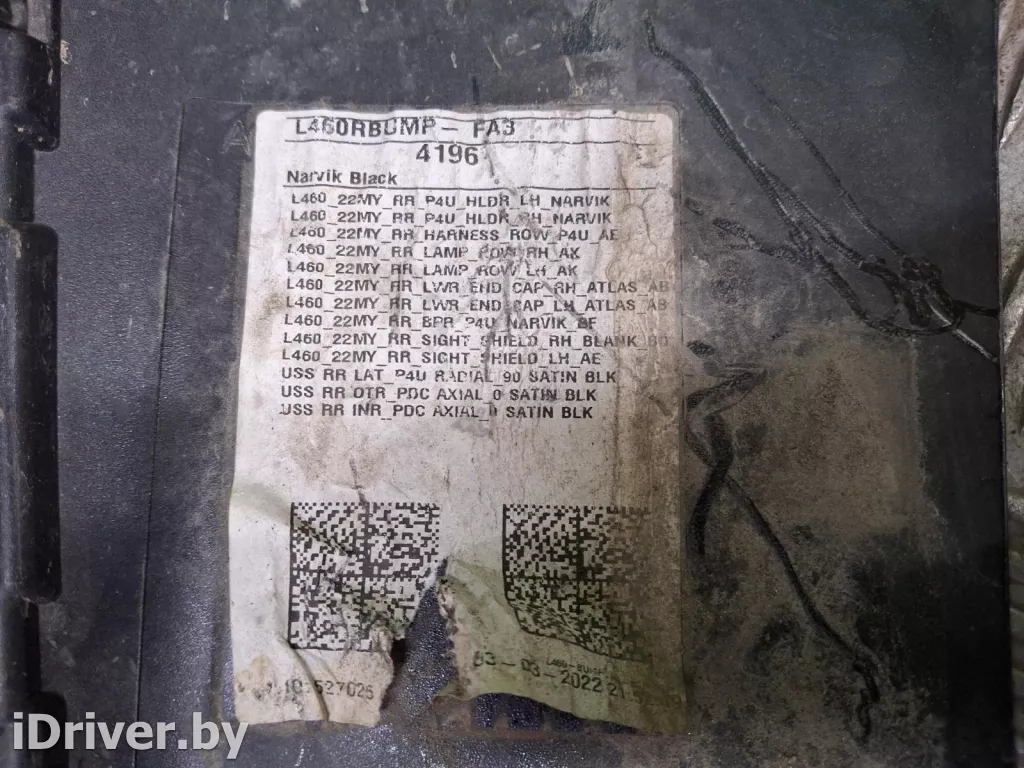 L460RBUMP - FA3
4196
Narvik Black
L460_22MY_RR_P4U_HLDR_LH_NARVIK
L460_22MY_RR_P4U_HLDR_RH_NARVIK
L460_22MY_RR_HARNESS_ROW_P4U_AE
L460_22MY_RR_LAMP_ROW_RH_AK
L460_22MY_RR_LAMP_ROW_LH_AK
L460_22MY_RR_LWR_END_CAP_RH_ATLAS_AB
L460_22MY_RR_LWR_END_CAP_LH_ATLAS_AB
L460_22MY_RR_BPR_P4U_NARVIK_BF
L460_22MY_RR_SIGHT_SHIELD_RH_BLANK
L460_22MY_RR_SIGHT_SHIELD_LH_AE
USS RR LAT_P4U RADIAL_90 SATIN BLK
USS RR OTR_PDC AXIAL_0 SATIN BLK
USS RR INR_PDC AXIAL_0 SATIN BLK
527025
03-2022
iDriver.by